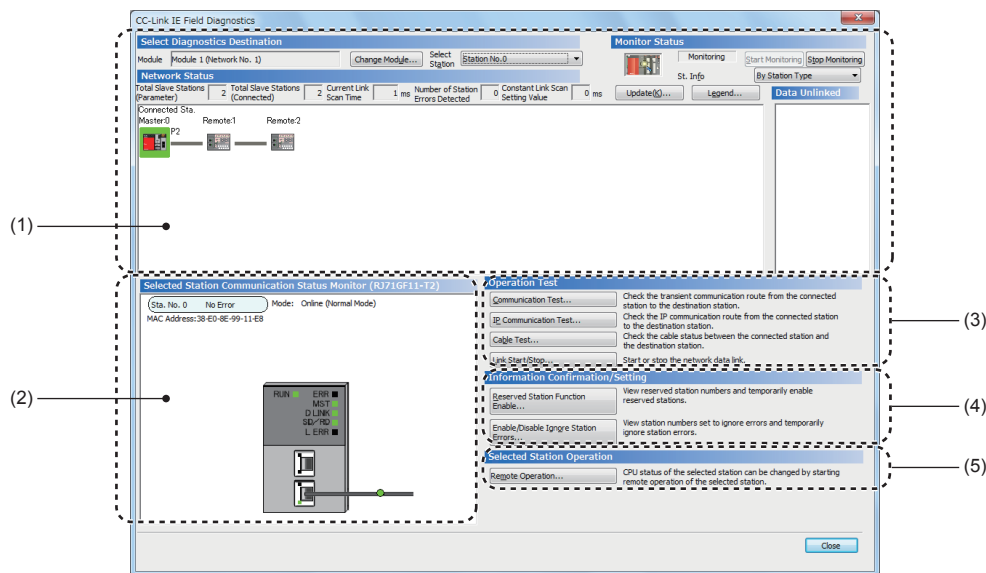 CC-Link IE Field Diagnostics
Select Diagnostics Destination
Monitor Status
Module
Module 1 (Network No. 1)
Change Module...
Select Station
Station No.0
Monitoring
Start Monitoring
Stop Monitoring
Network Status
St. Info
By Station Type
Total Slave Stations (Parameter)
2
Total Slave Stations (Connected)
2
Current Link Scan Time
1 ms
Number of Station Errors Detected
0
Constant Link Scan Setting Value
0 ms
Update(K)...
Legend...
Data Unlinked
Connected Sta.
Master:0
Remote:1
Remote:2
P2
(1)
Selected Station Communication Status Monitor (RJ71GF11-T2)
Sta. No. 0 No Error
Mode: Online (Normal Mode)
MAC Address:38-E0-8E-99-11-E8
RUN
ERR
MST
D LINK
SD/RD
L ERR
(2)
Operation Test
Communication Test...
Check the transient communication route from the connected
station to the destination station.
IP Communication Test...
Check the IP communication route from the connected station
to the destination station.
Cable Test...
Check the cable status between the connected station and
the destination station.
Link Start/Stop...
Start or stop the network data link.
(3)
Information Confirmation/Setting
Reserved Station Function
Enable...
View reserved station numbers and temporarily enable
reserved stations.
Enable/Disable Ignore Station
Errors...
View station numbers set to ignore errors and temporarily
ignore station errors.
(4)
Selected Station Operation
Remote Operation...
CPU status of the selected station can be changed by starting
remote operation of the selected station.
(5)
Close